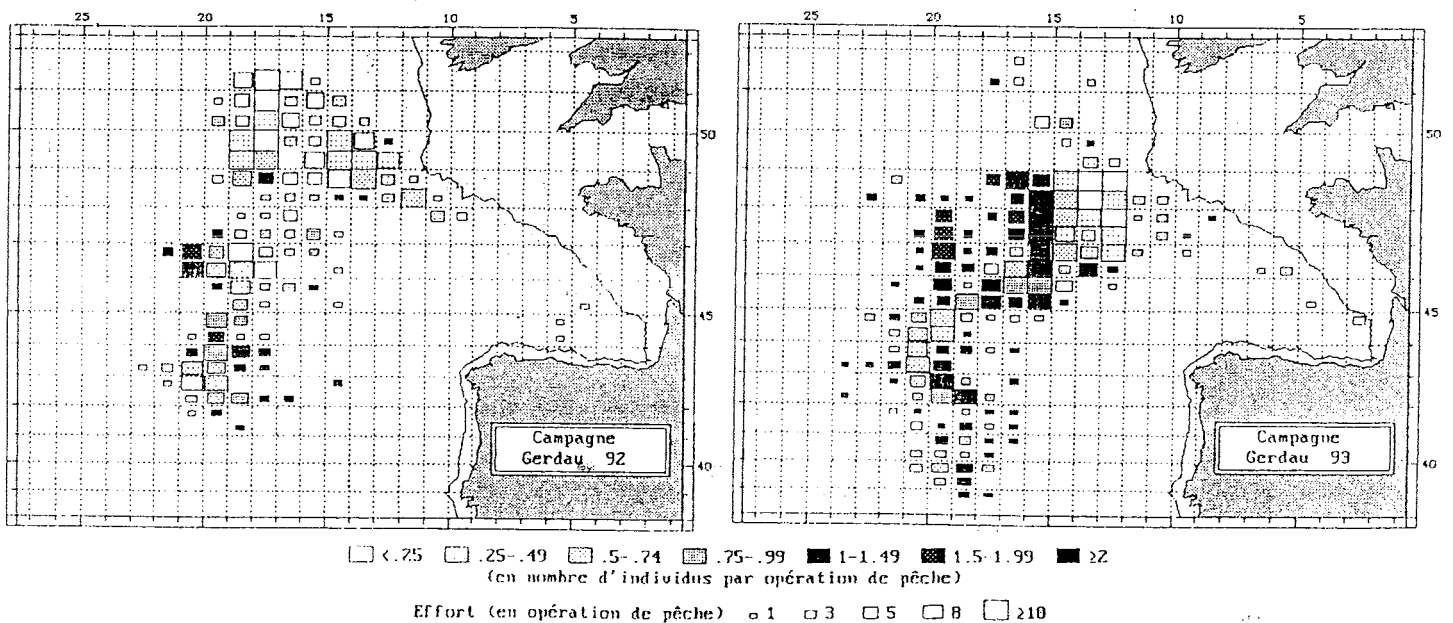 25 20 15 10 5
25 20 15 10 5
50
50
45
45
40
40
Campagne
Gerdau 92
Campagne
Gerdau 93
<.25 .25-.49 .5-.74 .75-.99 1-1.49 1.5-1.99 ≥2
(en nombre d'individus par opération de pêche)
Effort (en opération de pêche) 1 3 5 8 ≥10